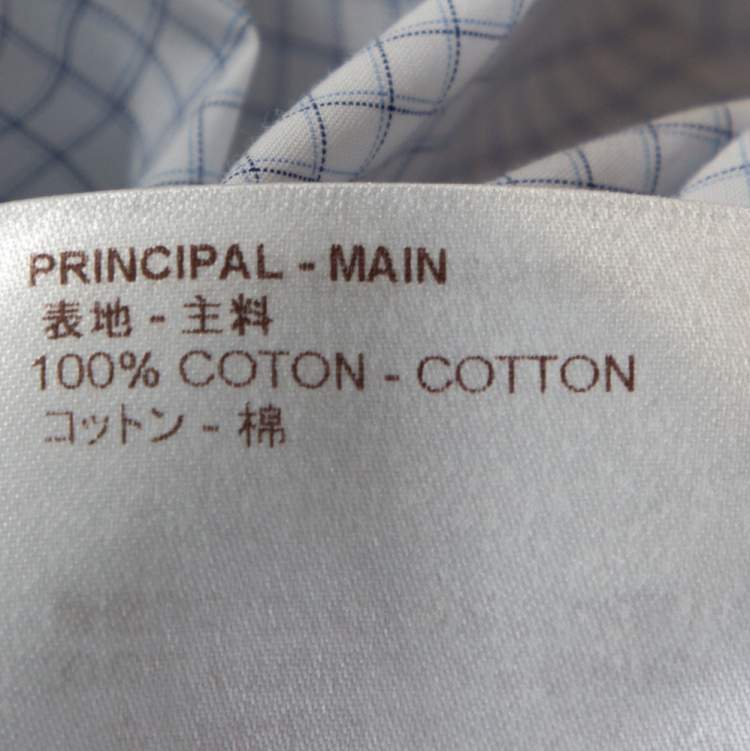 PRINCIPAL - MAIN
表地 - 主料
100% COTON - COTTON
コットン - 棉